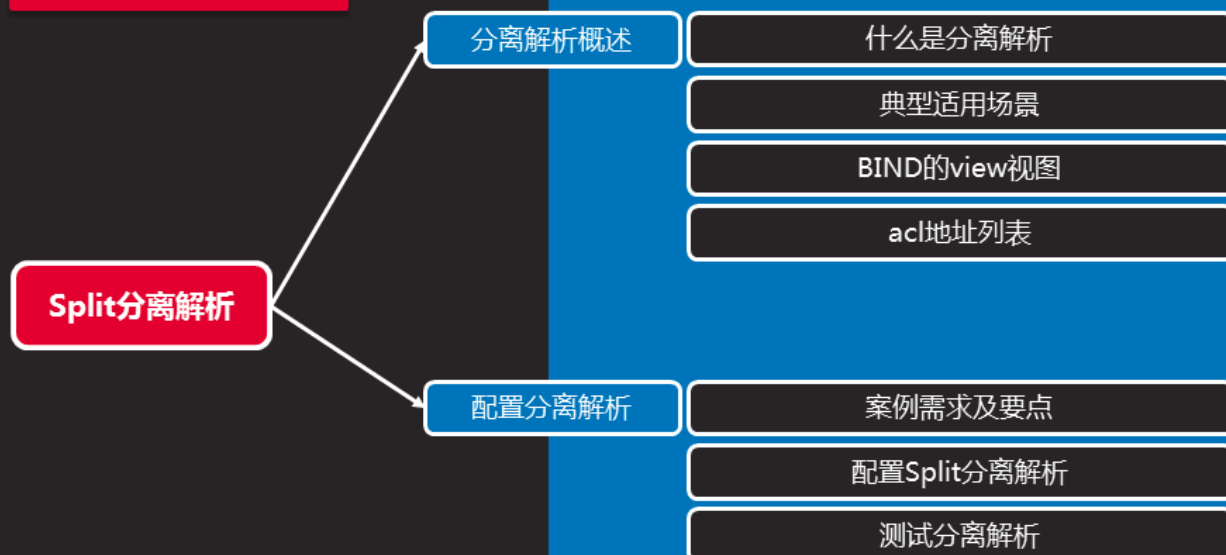 Split分离解析
分离解析概述
什么是分离解析
典型适用场景
BIND的view视图
acl地址列表
配置分离解析
案例需求及要点
配置Split分离解析
测试分离解析